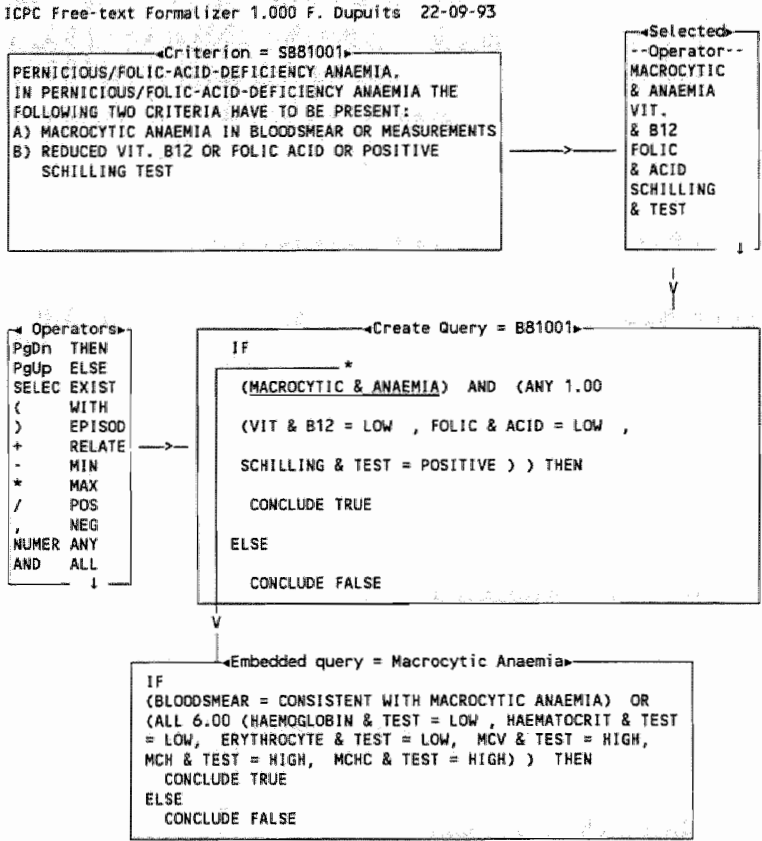 ICPC Free-text Formalizer 1.000 F. Dupuits 22-09-93
◄Criterion = SB81001►
PERNICIOUS/FOLIC-ACID-DEFICIENCY ANAEMIA.
IN PERNICIOUS/FOLIC-ACID-DEFICIENCY ANAEMIA THE
FOLLOWING TWO CRITERIA HAVE TO BE PRESENT:
A) MACROCYTIC ANAEMIA IN BLOODSMEAR OR MEASUREMENTS
B) REDUCED VIT. B12 OR FOLIC ACID OR POSITIVE
SCHILLING TEST
◄Selected►
--Operator--
MACROCYTIC
& ANAEMIA
VIT.
& B12
FOLIC
& ACID
SCHILLING
& TEST
↓
◄ Operators►
PgDn THEN
PgUp ELSE
SELEC EXIST
( WITH
) EPISOD
+ RELATE
- MIN
* MAX
/ POS
, NEG
NUMER ANY
AND ALL
↓
◄Create Query = B81001►
IF
*
(MACROCYTIC & ANAEMIA) AND (ANY 1.00
(VIT & B12 = LOW , FOLIC & ACID = LOW ,
SCHILLING & TEST = POSITIVE ) ) THEN
CONCLUDE TRUE
ELSE
CONCLUDE FALSE
◄Embedded query = Macrocytic Anaemia►
IF
(BLOODSMEAR = CONSISTENT WITH MACROCYTIC ANAEMIA) OR
(ALL 6.00 (HAEMOGLOBIN & TEST = LOW , HAEMATOCRIT & TEST
= LOW, ERYTHROCYTE & TEST = LOW, MCV & TEST = HIGH,
MCH & TEST = HIGH, MCHC & TEST = HIGH) ) THEN
CONCLUDE TRUE
ELSE
CONCLUDE FALSE